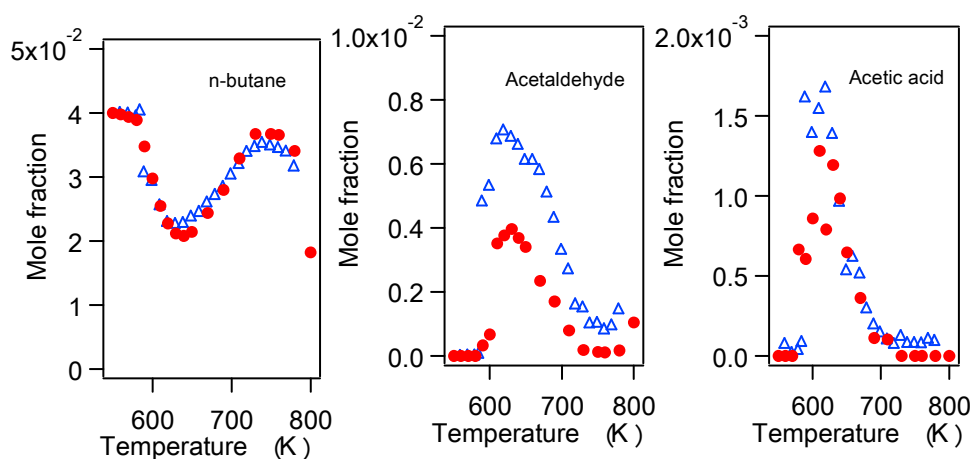 5x10⁻²
4
3
2
1
0
Mole fraction
n-butane
600 700 800
Temperature (K)
1.0x10⁻²
0.8
0.6
0.4
0.2
0.0
Mole fraction
Acetaldehyde
600 700 800
Temperature (K)
2.0x10⁻³
1.5
1.0
0.5
0.0
Mole fraction
Acetic acid
600 700 800
Temperature (K)